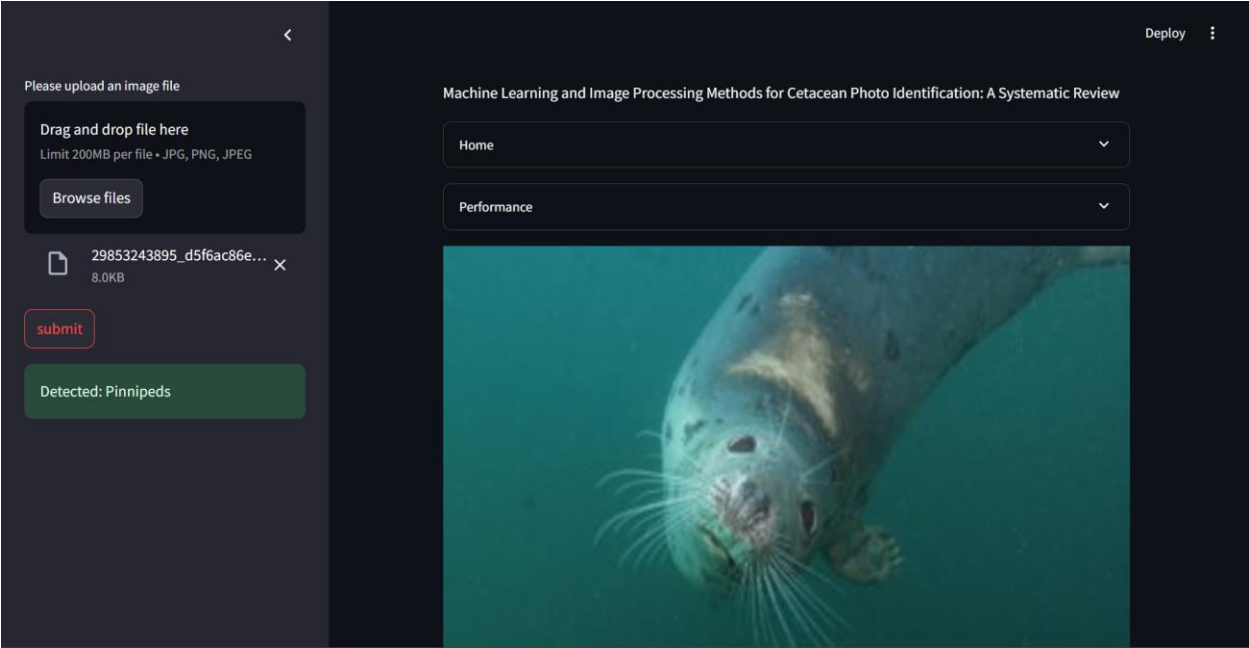 Deploy
Please upload an image file
Drag and drop file here
Limit 200MB per file • JPG, PNG, JPEG
Browse files
29853243895_d5f6ac86e...
8.0KB
submit
Detected: Pinnipeds
Machine Learning and Image Processing Methods for Cetacean Photo Identification: A Systematic Review
Home
Performance